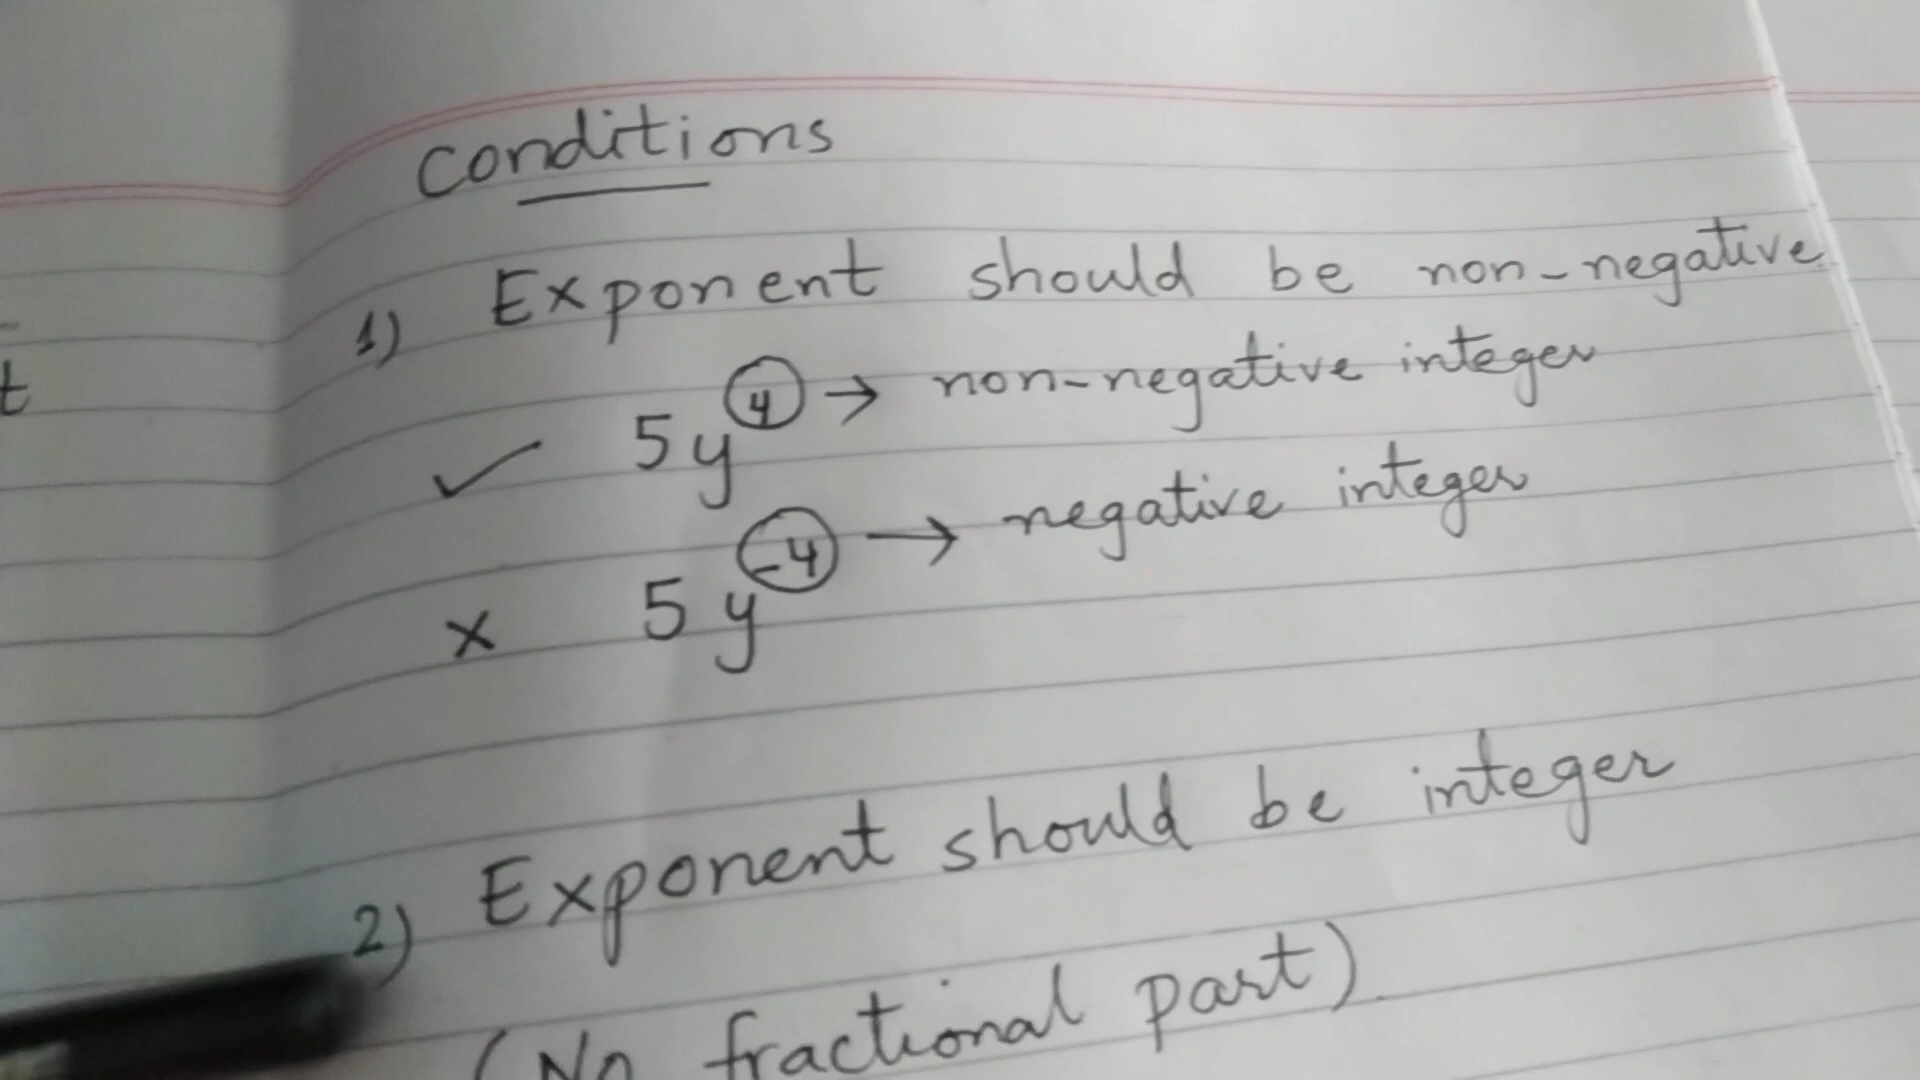 Conditions
1) Exponent should be non-negative
✓ 5y⁴ → non-negative integer
x 5y⁻⁴ → negative integer
2) Exponent should be integer
(No fractional part)
t